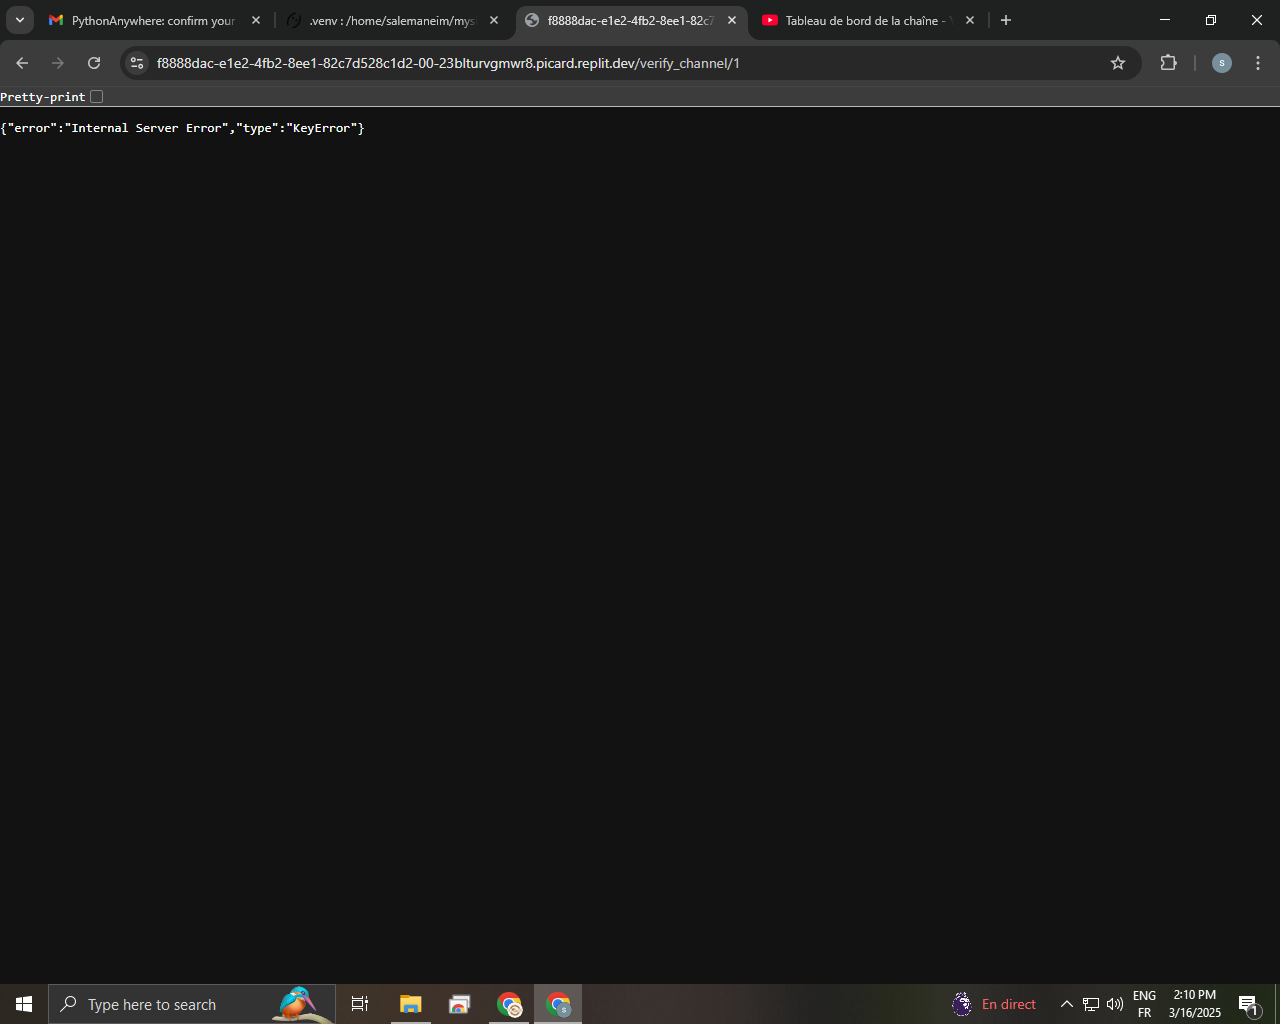 PythonAnywhere: confirm your
.venv : /home/salemaneim/mys
f8888dac-e1e2-4fb2-8ee1-82c7
Tableau de bord de la chaîne - Y
f8888dac-e1e2-4fb2-8ee1-82c7d528c1d2-00-23blturvgmwr8.picard.replit.dev/verify_channel/1
s
Pretty-print
{"error":"Internal Server Error","type":"KeyError"}
Type here to search
s
En direct
ENG
FR
2:10 PM
3/16/2025
1